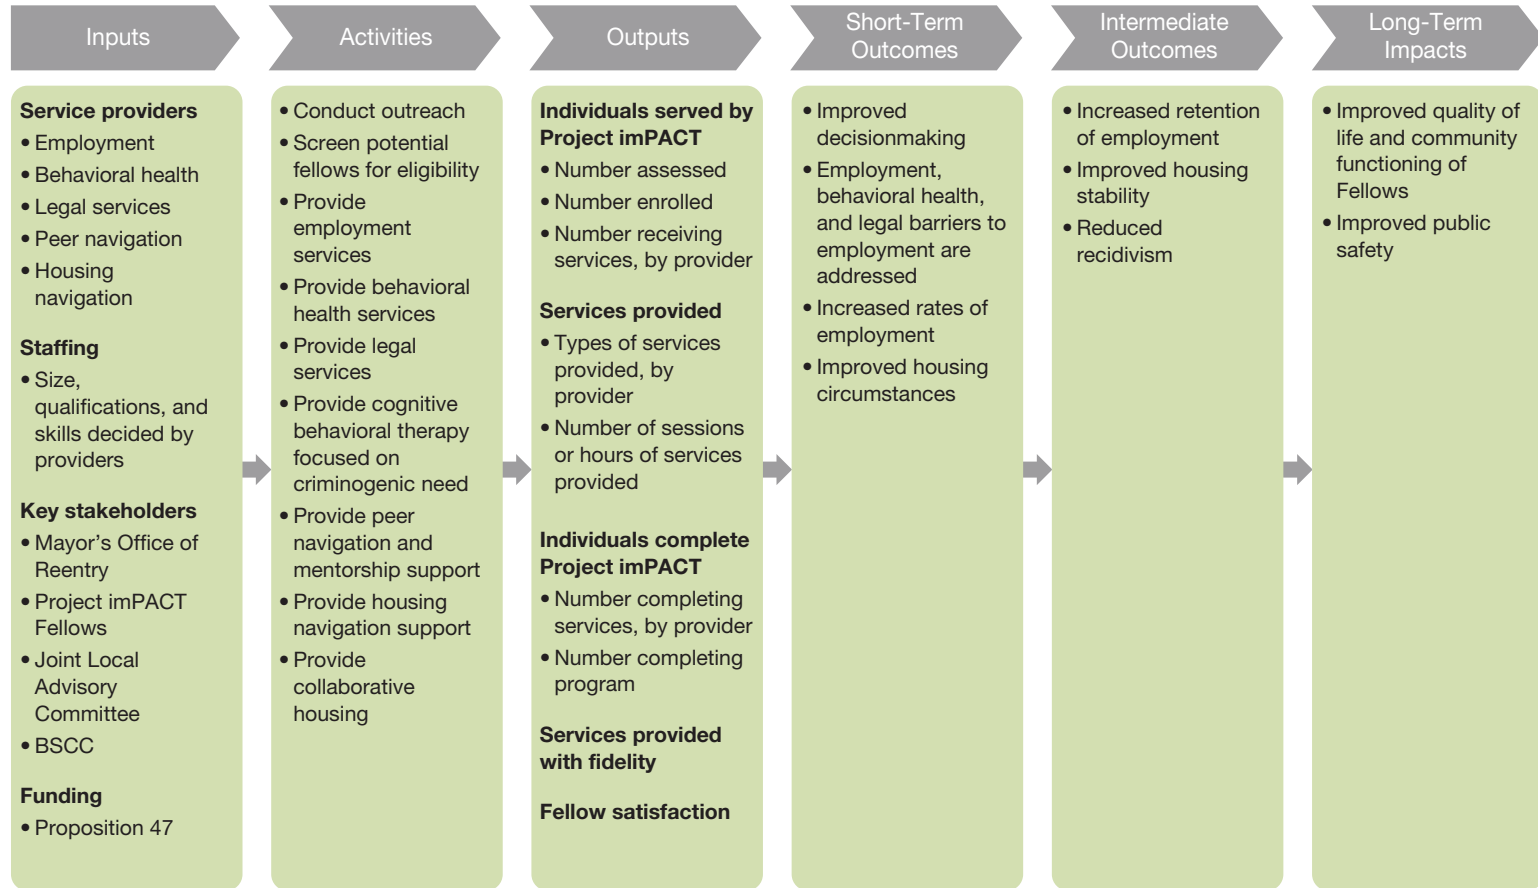 Inputs
Activities
Outputs
Short-Term
Outcomes
Intermediate
Outcomes
Long-Term
Impacts
Service providers
• Employment
• Behavioral health
• Legal services
• Peer navigation
• Housing
navigation
Staffing
• Size,
qualifications, and
skills decided by
providers
Key stakeholders
• Mayor's Office of
Reentry
• Project imPACT
Fellows
• Joint Local
Advisory
Committee
• BSCC
Funding
• Proposition 47
• Conduct outreach
• Screen potential
fellows for eligibility
• Provide
employment
services
• Provide behavioral
health services
• Provide legal
services
• Provide cognitive
behavioral therapy
focused on
criminogenic need
• Provide peer
navigation and
mentorship support
• Provide housing
navigation support
• Provide
collaborative
housing
Individuals served by
Project imPACT
• Number assessed
• Number enrolled
• Number receiving
services, by provider
Services provided
• Types of services
provided, by
provider
• Number of sessions
or hours of services
provided
Individuals complete
Project imPACT
• Number completing
services, by provider
• Number completing
program
Services provided
with fidelity
Fellow satisfaction
• Improved
decisionmaking
• Employment,
behavioral health,
and legal barriers to
employment are
addressed
• Increased rates of
employment
• Improved housing
circumstances
• Increased retention
of employment
• Improved housing
stability
• Reduced
recidivism
• Improved quality of
life and community
functioning of
Fellows
• Improved public
safety